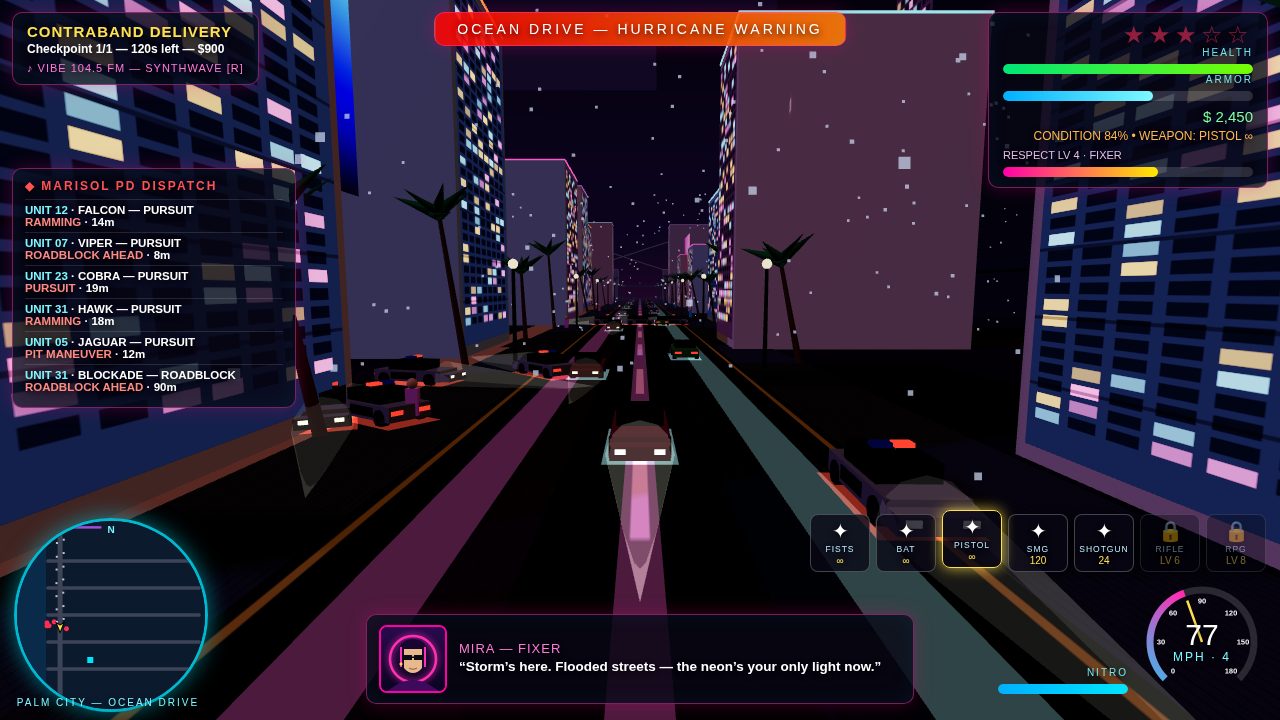 OCEAN DRIVE — HURRICANE WARNING
CONTRABAND DELIVERY
Checkpoint 1/1 — 120s left — $900
♪ VIBE 104.5 FM — SYNTHWAVE [R]
★ ★ ★ ☆ ☆
HEALTH
ARMOR
$ 2,450
CONDITION 84% • WEAPON: PISTOL ∞
RESPECT LV 4 · FIXER
◆ MARISOL PD DISPATCH
UNIT 12 · FALCON — PURSUIT
RAMMING · 14m
UNIT 07 · VIPER — PURSUIT
ROADBLOCK AHEAD · 8m
UNIT 23 · COBRA — PURSUIT
PURSUIT · 19m
UNIT 31 · HAWK — PURSUIT
RAMMING · 18m
UNIT 05 · JAGUAR — PURSUIT
PIT MANEUVER · 12m
UNIT 31 · BLOCKADE — ROADBLOCK
ROADBLOCK AHEAD · 90m
FISTS
∞
BAT
∞
PISTOL
∞
SMG
120
SHOTGUN
24
RIFLE
LV 6
RPG
LV 8
N
PALM CITY — OCEAN DRIVE
MIRA — FIXER
“Storm’s here. Flooded streets — the neon’s your only light now.”
NITRO
0
30
60
90
120
150
180
77
MPH · 4